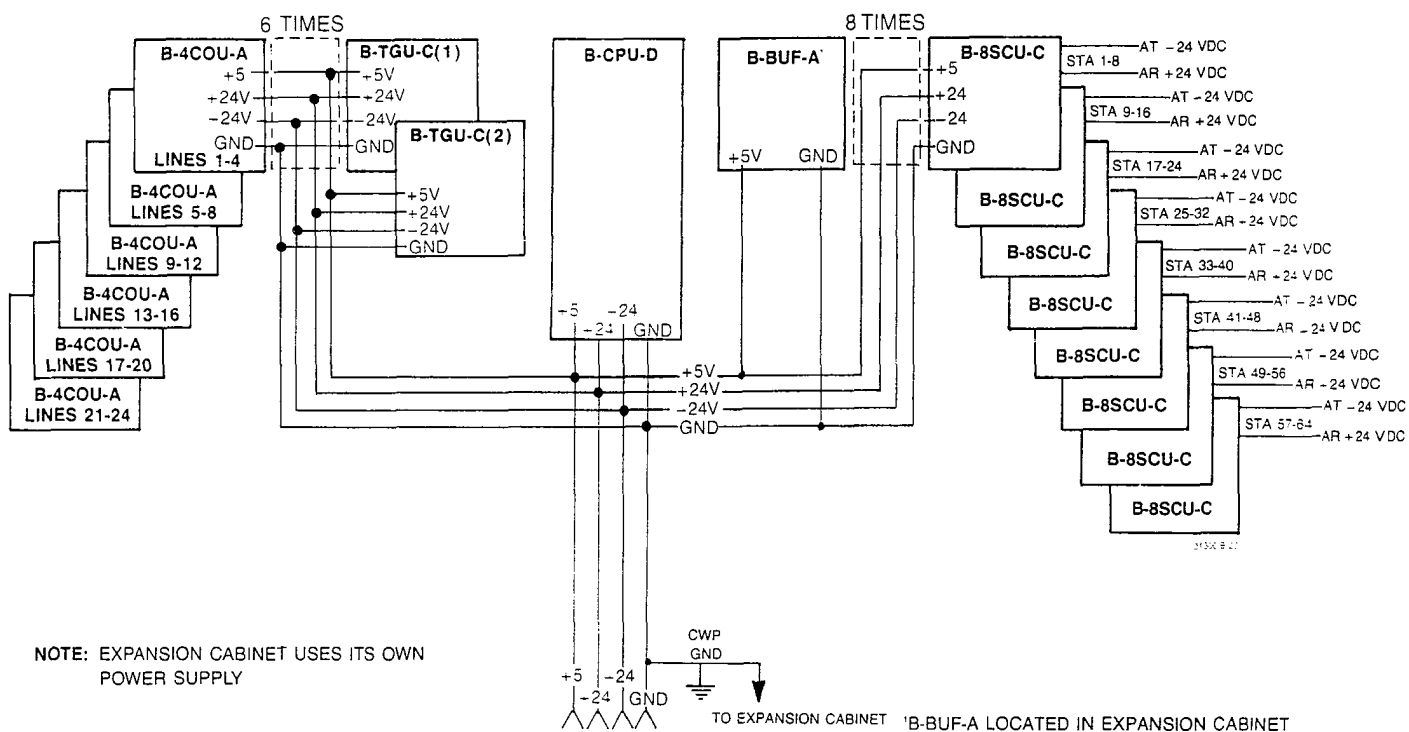 6 TIMES
8 TIMES
B-4COU-A
+5
+24V
-24V
GND
LINES 1-4
B-4COU-A
LINES 5-8
B-4COU-A
LINES 9-12
B-4COU-A
LINES 13-16
B-4COU-A
LINES 17-20
B-4COU-A
LINES 21-24
B-TGU-C(1)
+5V
+24V
-24V
GND
B-TGU-C(2)
+5V
+24V
-24V
GND
B-CPU-D
+5
+24
-24
GND
B-BUF-A'
+5V
GND
+5V
+24V
-24V
GND
B-8SCU-C
+5
+24
24
GND
B-8SCU-C
B-8SCU-C
B-8SCU-C
B-8SCU-C
B-8SCU-C
B-8SCU-C
B-8SCU-C
AT -24 VDC
STA 1-8
AR +24 VDC
AT -24 VDC
STA 9-16
AR +24 VDC
AT -24 VDC
STA 17-24
AR +24 VDC
AT -24 VDC
STA 25-32
AR -24 VDC
AT -24 VDC
STA 33-40
AR +24 VDC
AT -24 VDC
STA 41-48
AR -24 VDC
AT -24 VDC
STA 49-56
AR -24 VDC
AT -24 VDC
STA 57-64
AR +24 VDC
NOTE: EXPANSION CABINET USES ITS OWN
POWER SUPPLY
+5
+24
-24
GND
CWP
GND
TO EXPANSION CABINET
'B-BUF-A LOCATED IN EXPANSION CABINET